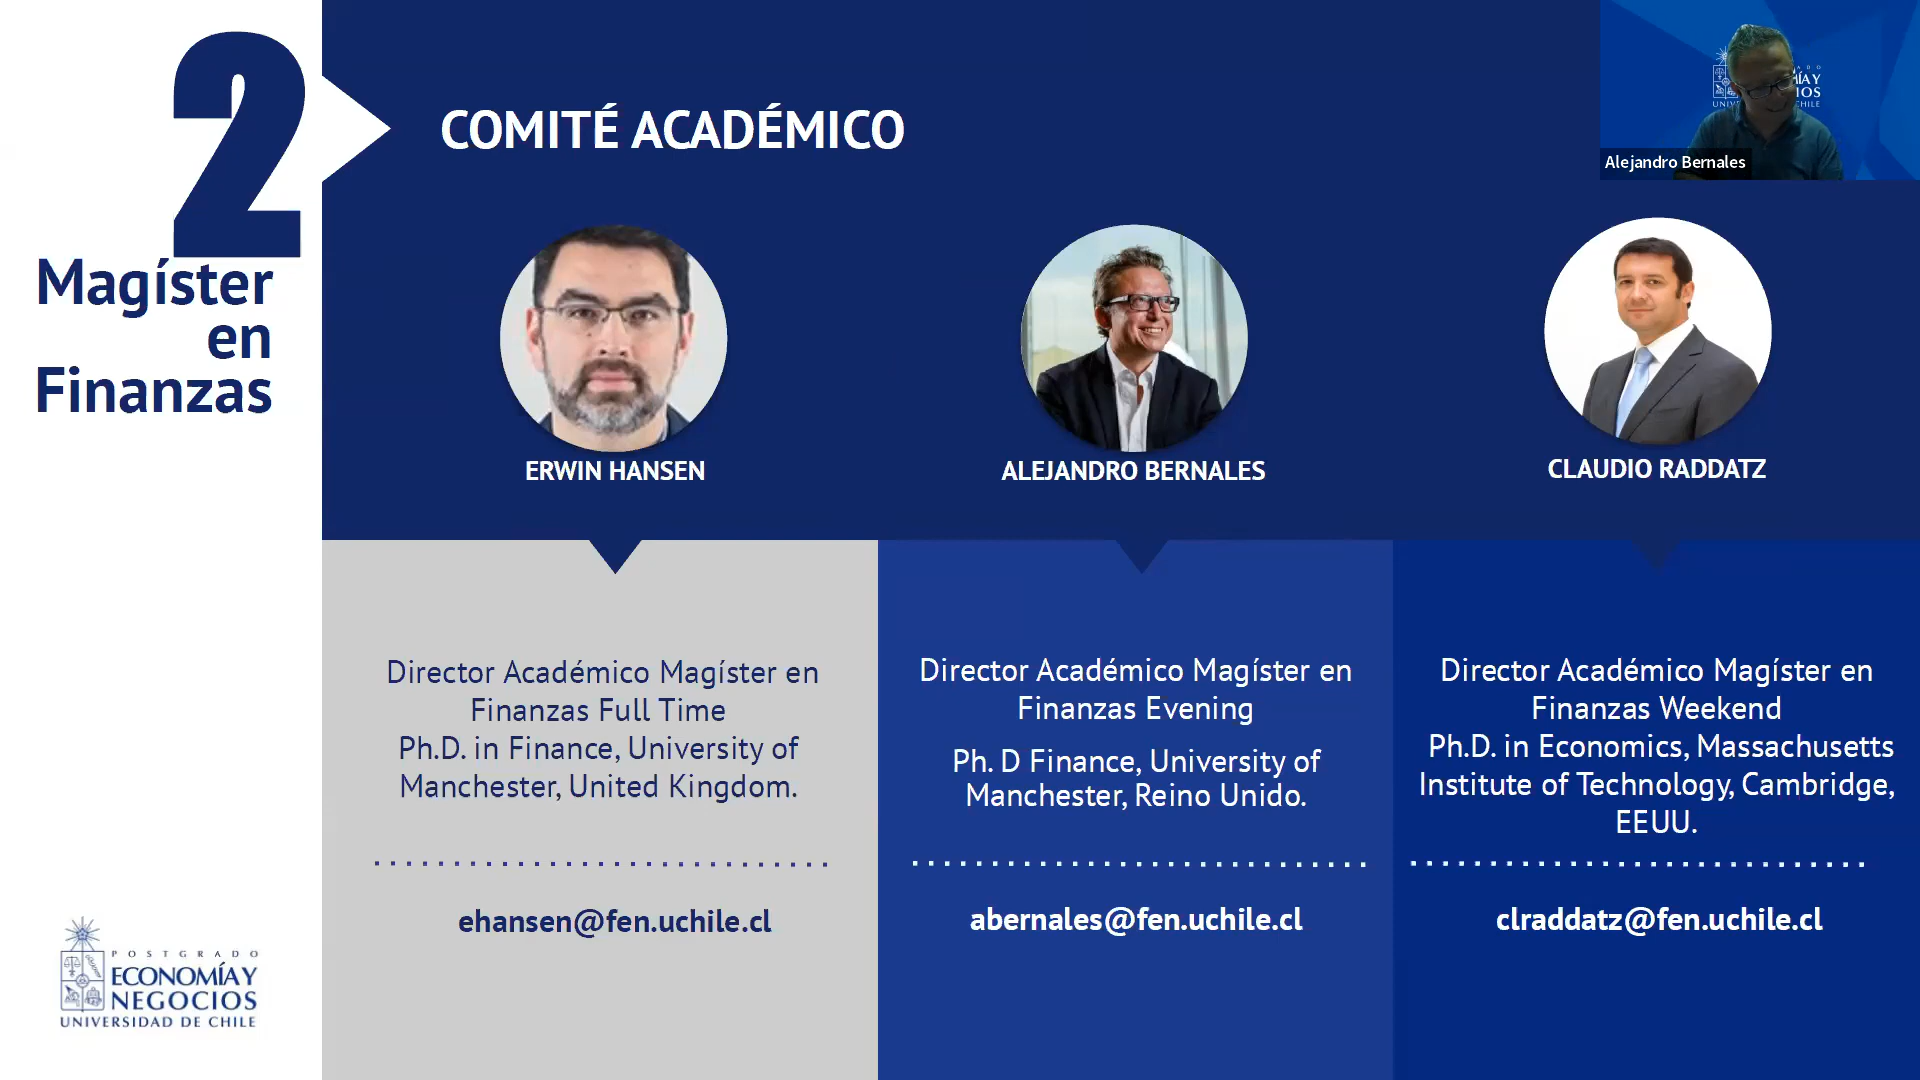 2
Magíster
en
Finanzas
COMITÉ ACADÉMICO
Alejandro Bernales
ERWIN HANSEN
ALEJANDRO BERNALES
CLAUDIO RADDATZ
Director Académico Magíster en
Finanzas Full Time
Ph.D. in Finance, University of
Manchester, United Kingdom.
ehansen@fen.uchile.cl
Director Académico Magíster en
Finanzas Evening
Ph. D Finance, University of
Manchester, Reino Unido.
abernales@fen.uchile.cl
Director Académico Magíster en
Finanzas Weekend
Ph.D. in Economics, Massachusetts
Institute of Technology, Cambridge,
EEUU.
clraddatz@fen.uchile.cl
POSTGRADO
ECONOMÍA Y
NEGOCIOS
UNIVERSIDAD DE CHILE